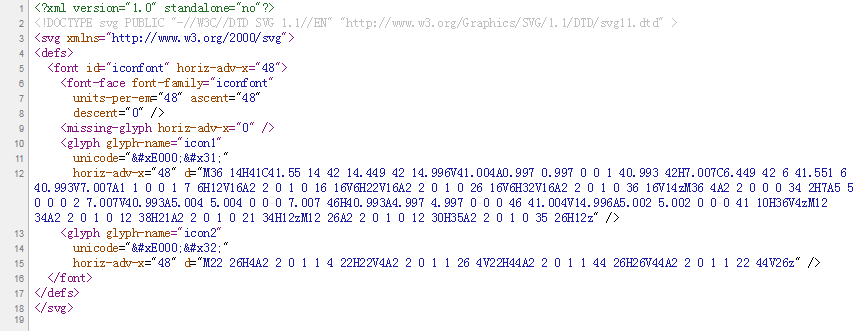 1 <?xml version="1.0" standalone="no"?>
2 <!DOCTYPE svg PUBLIC "-//W3C//DTD SVG 1.1//EN" "http://www.w3.org/Graphics/SVG/1.1/DTD/svg11.dtd" >
3 <svg xmlns="http://www.w3.org/2000/svg">
4 <defs>
5 <font id="iconfont" horiz-adv-x="48">
6 <font-face font-family="iconfont"
7 units-per-em="48" ascent="48"
8 descent="0" />
9 <missing-glyph horiz-adv-x="0" />
10 <glyph glyph-name="icon1"
11 unicode="&#xE000;&#x31;"
12 horiz-adv-x="48" d="M36 14H41C41.55 14 42 14.449 42 14.996V41.004A0.997 0.997 0 0 1 40.993 42H7.007C6.449 42 6 41.551 6
40.993V7.007A1 1 0 0 1 7 6H12V16A2 2 0 1 0 16 16V6H22V16A2 2 0 1 0 26 16V6H32V16A2 2 0 1 0 36 16V14zM36 4A2 2 0 0 0 34 2H7A5 5
0 0 0 2 7.007V40.993A5.004 5.004 0 0 0 7.007 46H40.993A4.997 4.997 0 0 0 46 41.004V14.996A5.002 5.002 0 0 0 41 10H36V4zM12
34A2 2 0 1 0 12 38H21A2 2 0 1 0 21 34H12zM12 26A2 2 0 1 0 12 30H35A2 2 0 1 0 35 26H12z" />
13 <glyph glyph-name="icon2"
14 unicode="&#xE000;&#x32;"
15 horiz-adv-x="48" d="M22 26H4A2 2 0 1 1 4 22H22V4A2 2 0 1 1 26 4V22H44A2 2 0 1 1 44 26H26V44A2 2 0 1 1 22 44V26z" />
16 </font>
17 </defs>
18 </svg>
19